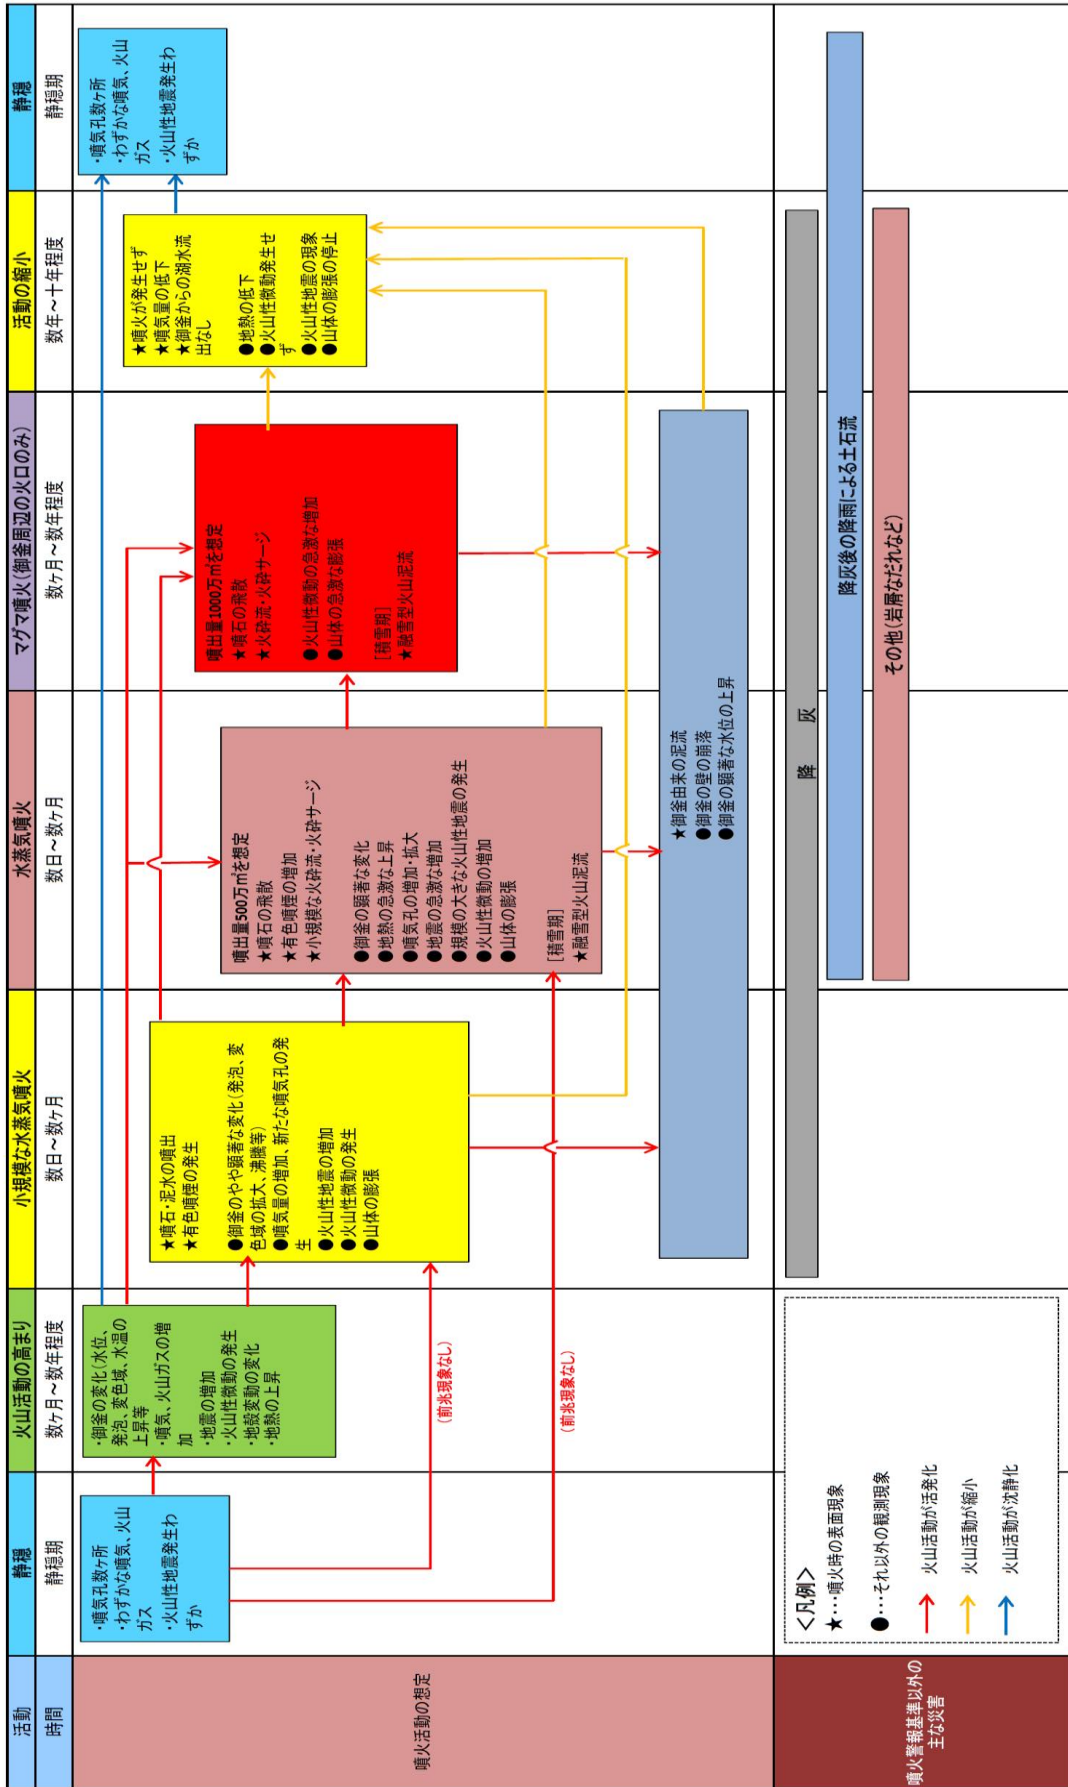 活動
静穏
火山活動の高まり
小規模な水蒸気噴火
水蒸気噴火
マグマ噴火（御釜周辺の火口のみ）
活動の縮小
静穏
時間
静穏期
数ヶ月～数年程度
数日～数ヶ月
数日～数ヶ月
数ヶ月～数年程度
数年～十年程度
静穏期
噴火活動の想定
・噴気孔数ヶ所
・わずかな噴気、火山
ガス
・火山性地震発生わ
ずか
・御釜の変化（水位、
発泡、変色域、水温の
上昇等
・噴気、火山ガスの増
加
・地震の増加
・火山性微動の発生
・地殻変動の変化
・地熱の上昇
（前兆現象なし）
（前兆現象なし）
★噴石・泥水の噴出
★有色噴煙の発生
●御釜のやや顕著な変化（発泡、変
色域の拡大、沸騰等）
●噴気量の増加、新たな噴気孔の発
生
●火山性地震の増加
●火山性微動の発生
●山体の膨張
噴出量500万㎥を想定
★噴石の飛散
★有色噴煙の増加
★小規模な火砕流・火砕サージ
●御釜の顕著な変化
●地熱の急激な上昇
●噴気孔の増加・拡大
●地震の急激な増加
●規模の大きな火山性地震の発生
●火山性微動の増加
●山体の膨張
[積雪期]
★融雪型火山泥流
噴出量1000万㎥を想定
★噴石の飛散
★火砕流・火砕サージ
●火山性微動の急激な増加
●山体の急激な膨張
[積雪期]
★融雪型火山泥流
★噴火が発生せず
★噴気量の低下
★御釜からの湖水流
出なし
●地熱の低下
●火山性微動発生せ
ず
●火山性地震の現象
●山体の膨張の停止
・噴気孔数ヶ所
・わずかな噴気、火山
ガス
・火山性地震発生わ
ずか
★御釜由来の泥流
●御釜の壁の崩落
●御釜の顕著な水位の上昇
噴火警報基準以外の
主な災害
＜凡例＞
★…噴火時の表面現象
●…それ以外の観測現象
火山活動が活発化
火山活動が縮小
火山活動が沈静化
降　灰
降灰後の降雨による土石流
その他（岩屑なだれなど）